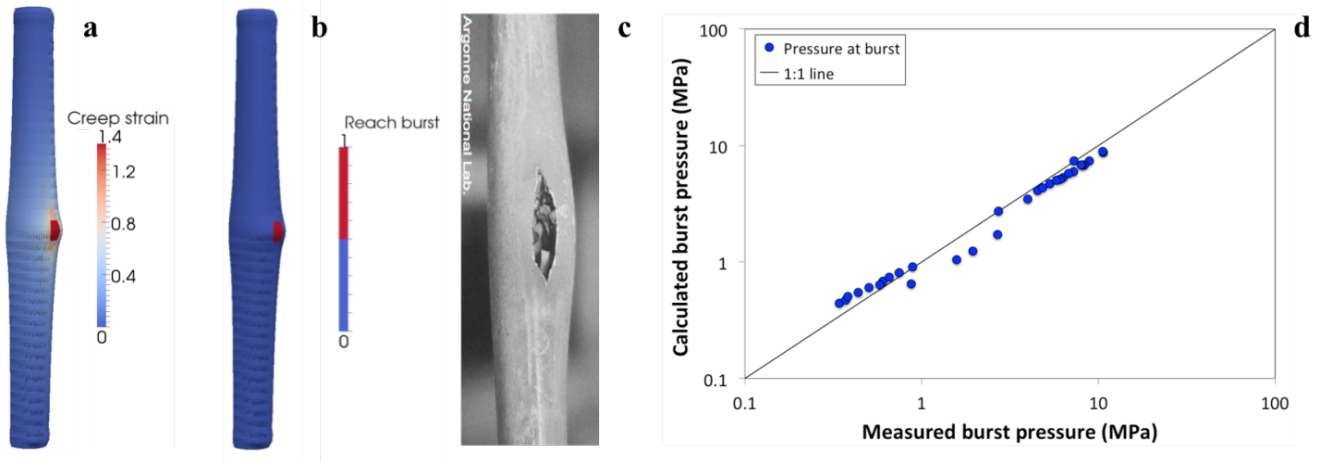 a
Creep strain
1.4
1.2
0.8
0.4
0
b
Reach burst
1
0
Argonne National Lab.
c
d
100
10
1
0.1
Pressure at burst
1:1 line
Calculated burst pressure (MPa)
0.1
1
10
100
Measured burst pressure (MPa)